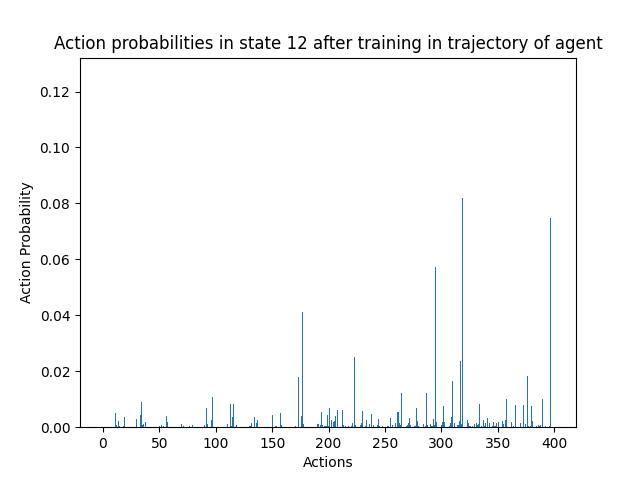 Action probabilities in state 12 after training in trajectory of agent
0.12
0.10
0.08
0.06
0.04
0.02
0.00
Action Probability
0 50 100 150 200 250 300 350 400
Actions